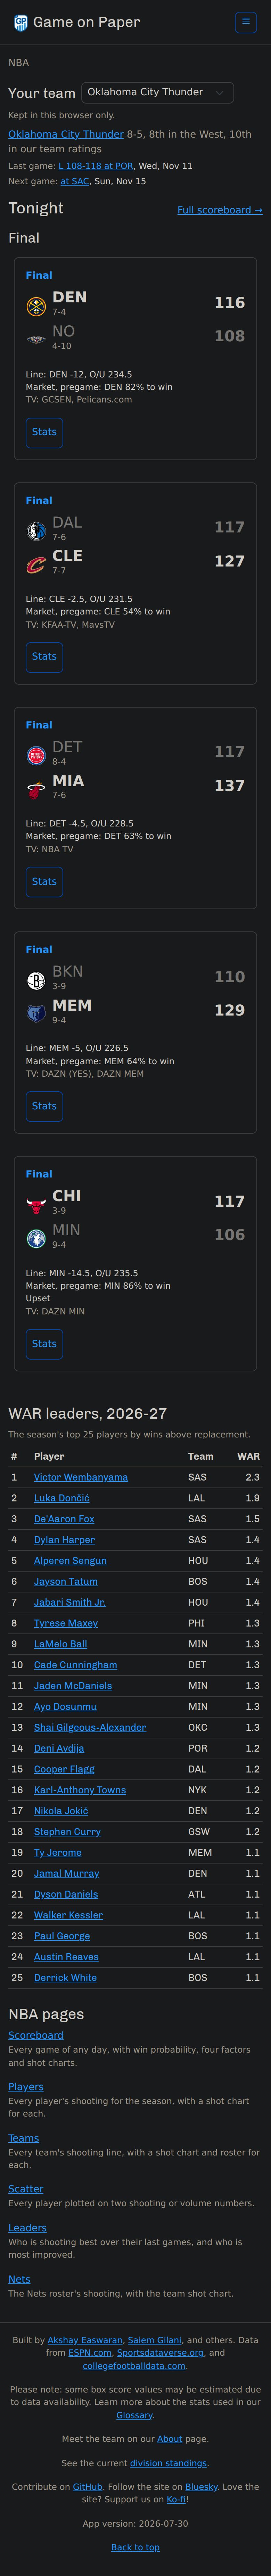 Game on Paper
NBA
Your team Oklahoma City Thunder
Kept in this browser only.
Oklahoma City Thunder 8-5, 8th in the West, 10th
in our team ratings
Last game: L 108-118 at POR, Wed, Nov 11
Next game: at SAC, Sun, Nov 15
Tonight Full scoreboard →
Final
Final
DEN 116
7-4
NO 108
4-10
Line: DEN -12, O/U 234.5
Market, pregame: DEN 82% to win
TV: GCSEN, Pelicans.com
Stats
Final
DAL 117
7-6
CLE 127
7-7
Line: CLE -2.5, O/U 231.5
Market, pregame: CLE 54% to win
TV: KFAA-TV, MavsTV
Stats
Final
DET 117
8-4
MIA 137
7-6
Line: DET -4.5, O/U 228.5
Market, pregame: DET 63% to win
TV: NBA TV
Stats
Final
BKN 110
3-9
MEM 129
9-4
Line: MEM -5, O/U 226.5
Market, pregame: MEM 64% to win
TV: DAZN (YES), DAZN MEM
Stats
Final
CHI 117
3-9
MIN 106
9-4
Line: MIN -14.5, O/U 235.5
Market, pregame: MIN 86% to win
Upset
TV: DAZN MIN
Stats
WAR leaders, 2026-27
The season's top 25 players by wins above replacement.
# Player Team WAR
1 Victor Wembanyama SAS 2.3
2 Luka Dončić LAL 1.9
3 De'Aaron Fox SAS 1.5
4 Dylan Harper SAS 1.4
5 Alperen Sengun HOU 1.4
6 Jayson Tatum BOS 1.4
7 Jabari Smith Jr. HOU 1.4
8 Tyrese Maxey PHI 1.3
9 LaMelo Ball MIN 1.3
10 Cade Cunningham DET 1.3
11 Jaden McDaniels MIN 1.3
12 Ayo Dosunmu MIN 1.3
13 Shai Gilgeous-Alexander OKC 1.3
14 Deni Avdija POR 1.2
15 Cooper Flagg DAL 1.2
16 Karl-Anthony Towns NYK 1.2
17 Nikola Jokić DEN 1.2
18 Stephen Curry GSW 1.2
19 Ty Jerome MEM 1.1
20 Jamal Murray DEN 1.1
21 Dyson Daniels ATL 1.1
22 Walker Kessler LAL 1.1
23 Paul George BOS 1.1
24 Austin Reaves LAL 1.1
25 Derrick White BOS 1.1
NBA pages
Scoreboard
Every game of any day, with win probability, four factors
and shot charts.
Players
Every player's shooting for the season, with a shot chart
for each.
Teams
Every team's shooting line, with a shot chart and roster for
each.
Scatter
Every player plotted on two shooting or volume numbers.
Leaders
Who is shooting best over their last games, and who is
most improved.
Nets
The Nets roster's shooting, with the team shot chart.
Built by Akshay Easwaran, Saiem Gilani, and others. Data
from ESPN.com, Sportsdataverse.org, and
collegefootballdata.com.
Please note: some box score values may be estimated due
to data availability. Learn more about the stats used in our
Glossary.
Meet the team on our About page.
See the current division standings.
Contribute on GitHub. Follow the site on Bluesky. Love the
site? Support us on Ko-fi!
App version: 2026-07-30
Back to top